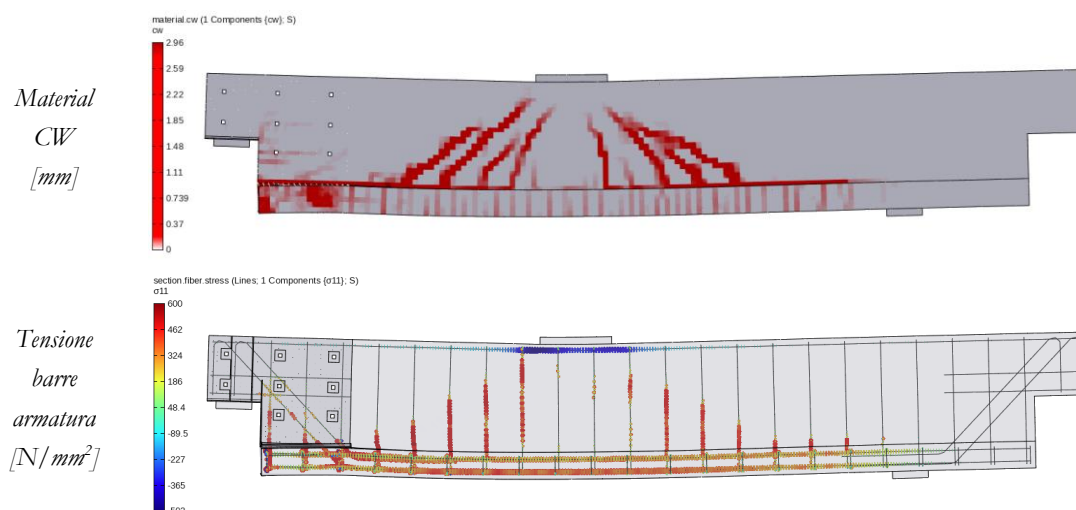 material.cw (1 Components {cw}; S)
cw
2.96
2.59
2.22
1.85
1.48
1.11
0.739
0.37
0
Material
CW
[mm]
section.fiber.stress (Lines; 1 Components {σ11}; S)
σ11
600
462
324
186
48.4
-89.5
-227
-365
Tensione
barre
armatura
[N/mm²]